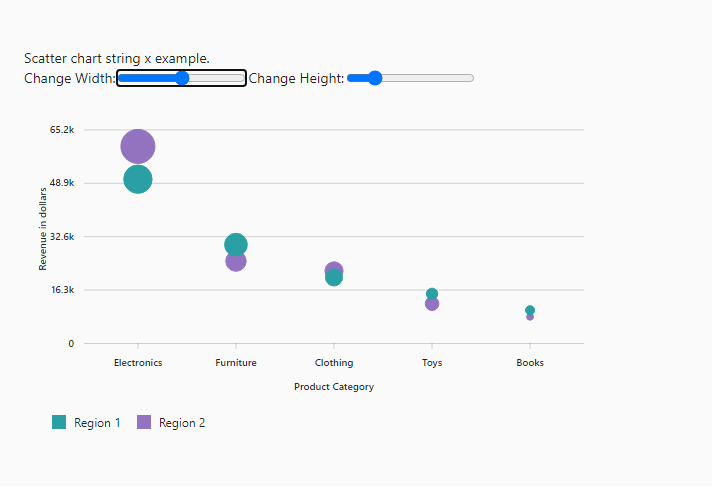 Scatter chart string x example.
Change Width: Change Height:
65.2k
48.9k
32.6k
16.3k
0
Revenue in dollars
Electronics Furniture Clothing Toys Books
Product Category
Region 1 Region 2